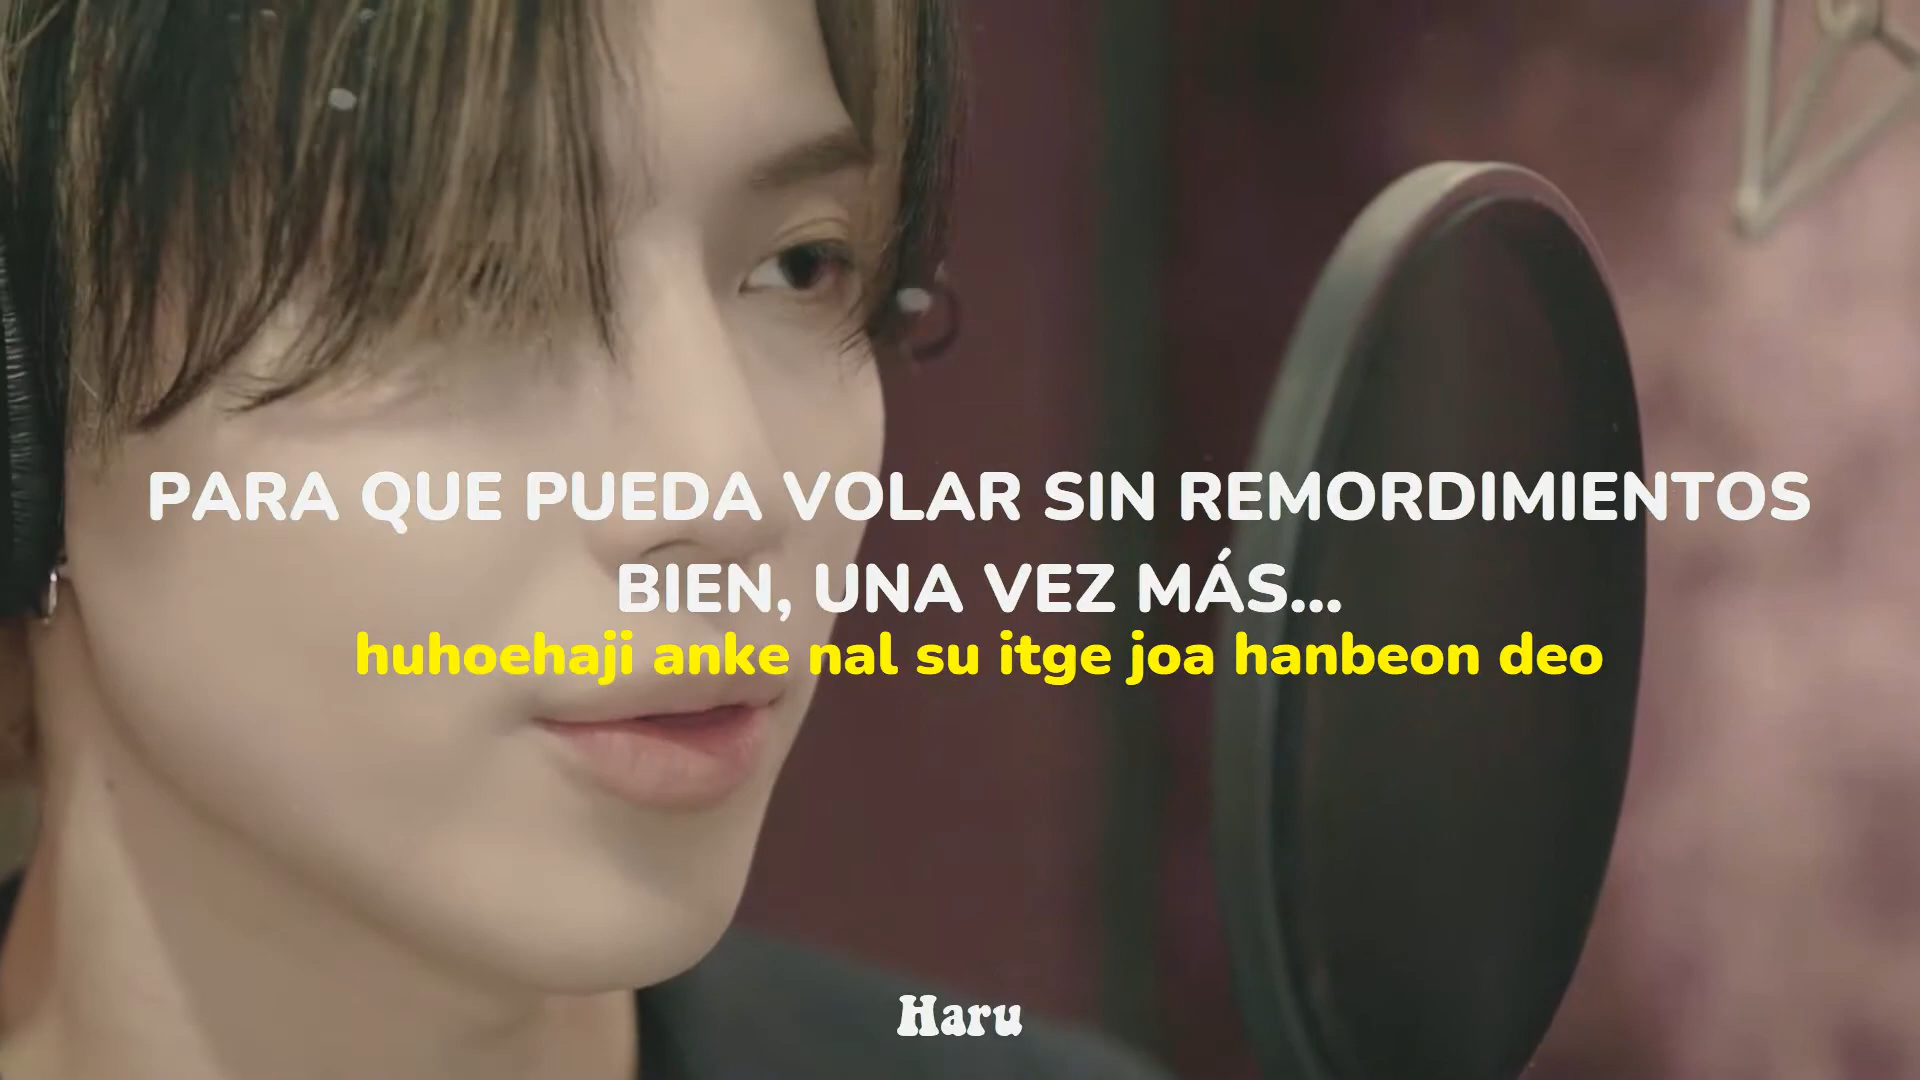 PARA QUE PUEDA VOLAR SIN REMORDIMIENTOS
BIEN, UNA VEZ MÁS...
huhoehaji anke nal su itge joa hanbeon deo
Haru